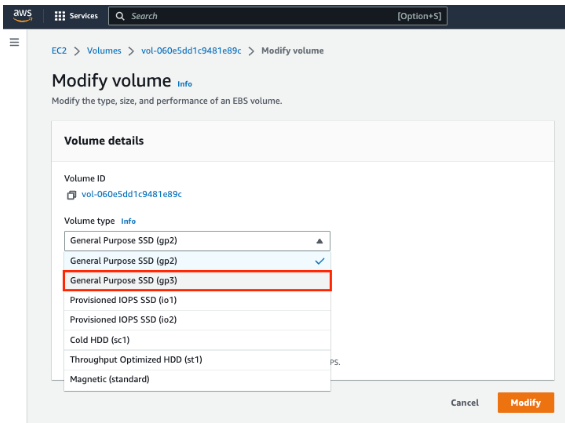 aws
Services
Search
[Option+S]
EC2 > Volumes > vol-060e5dd1c9481e89c > Modify volume
Modify volume Info
Modify the type, size, and performance of an EBS volume.
Volume details
Volume ID
vol-060e5dd1c9481e89c
Volume type Info
General Purpose SSD (gp2)
General Purpose SSD (gp2)
General Purpose SSD (gp3)
Provisioned IOPS SSD (io1)
Provisioned IOPS SSD (io2)
Cold HDD (sc1)
Throughput Optimized HDD (st1)
PS.
Magnetic (standard)
Cancel
Modify